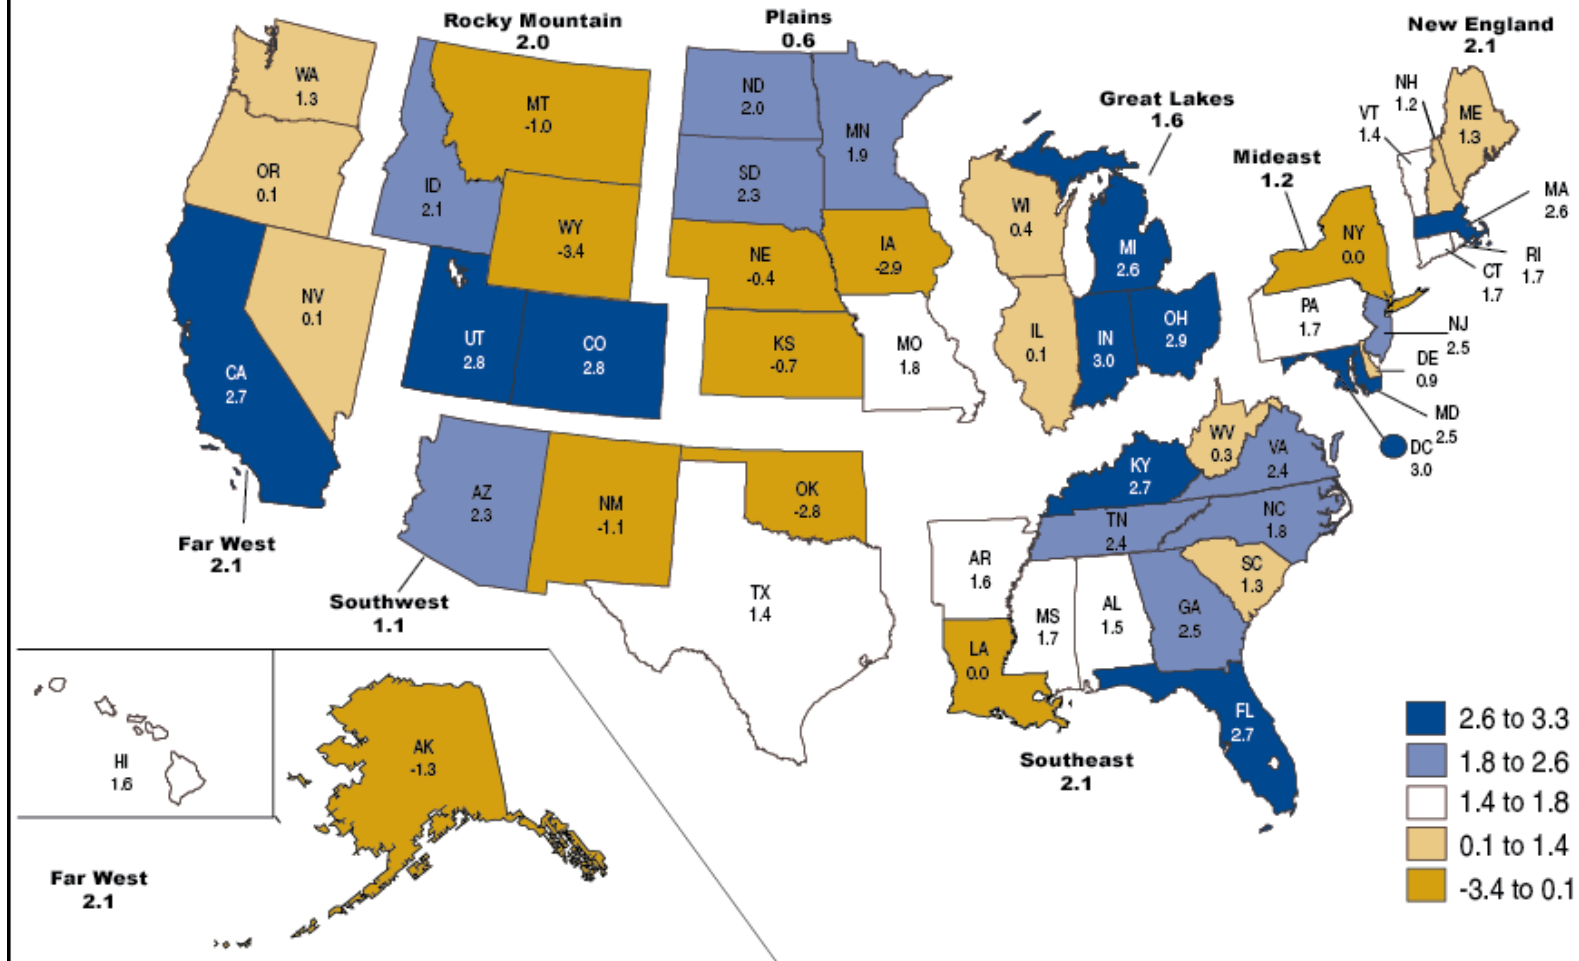 Rocky Mountain
2.0
Plains
0.6
New England
2.1
Great Lakes
1.6
Mideast
1.2
WA
1.3
OR
0.1
CA
2.7
NV
0.1
Far West
2.1
MT
-1.0
ID
2.1
WY
-3.4
UT
2.8
CO
2.8
ND
2.0
MN
1.9
SD
2.3
NE
-0.4
IA
-2.9
KS
-0.7
MO
1.8
WI
0.4
MI
2.6
IL
0.1
IN
3.0
OH
2.9
NH
1.2
VT
1.4
ME
1.3
MA
2.6
RI
1.7
CT
1.7
NY
0.0
PA
1.7
NJ
2.5
DE
0.9
MD
2.5
DC
3.0
AZ
2.3
NM
-1.1
OK
-2.8
TX
1.4
Southwest
1.1
KY
2.7
WV
0.3
VA
2.4
TN
2.4
NC
1.8
AR
1.6
SC
1.3
MS
1.7
AL
1.5
GA
2.5
LA
0.0
FL
2.7
Southeast
2.1
HI
1.6
AK
-1.3
Far West
2.1
2.6 to 3.3
1.8 to 2.6
1.4 to 1.8
0.1 to 1.4
-3.4 to 0.1